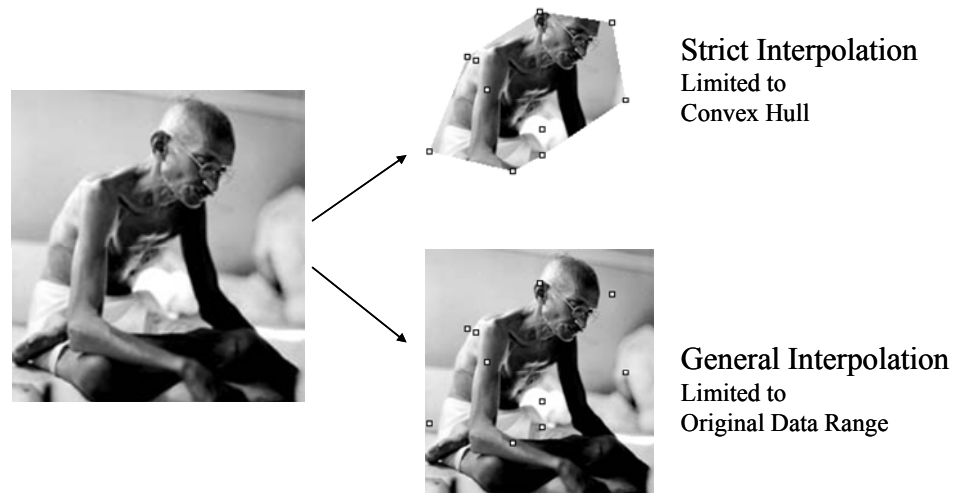 Strict Interpolation
Limited to
Convex Hull
General Interpolation
Limited to
Original Data Range